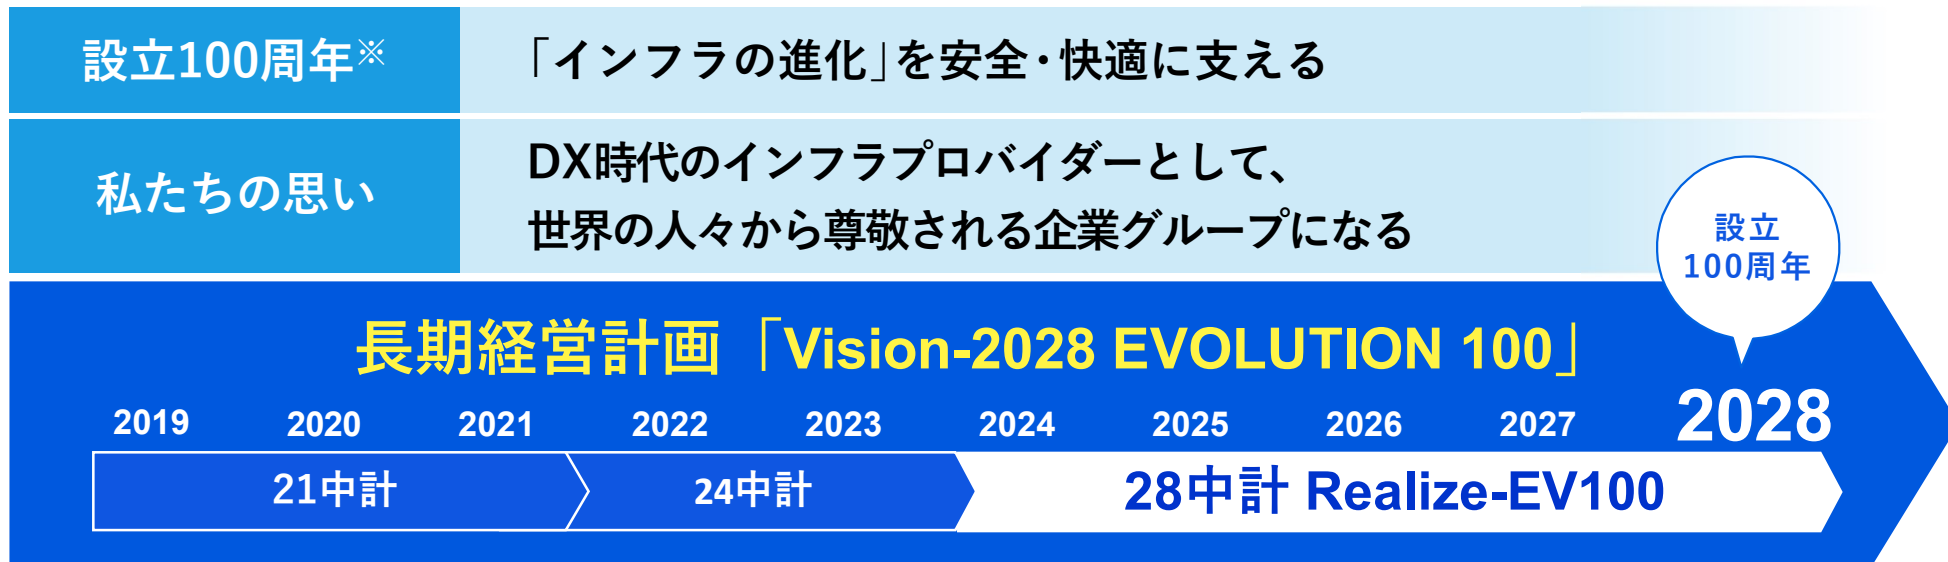 設立100周年※
「インフラの進化」を安全・快適に支える
私たちの思い
DX時代のインフラプロバイダーとして、
世界の人々から尊敬される企業グループになる
設立
100周年
長期経営計画「Vision-2028 EVOLUTION 100」
2019 2020 2021 2022 2023 2024 2025 2026 2027 2028
21中計 24中計 28中計 Realize-EV100